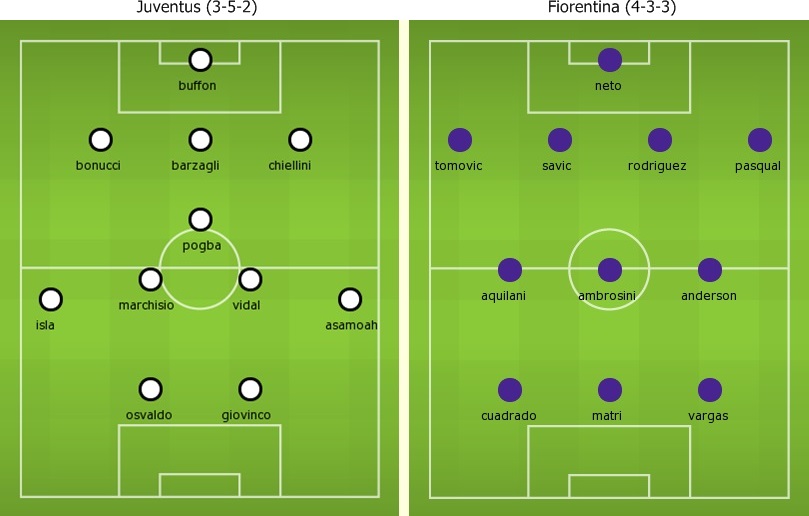 Juventus (3-5-2)
buffon
bonucci barzagli chiellini
pogba
marchisio vidal
isla asamoah
osvaldo giovinco
Fiorentina (4-3-3)
neto
tomovic savic rodriguez pasqual
aquilani ambrosini anderson
cuadrado matri vargas